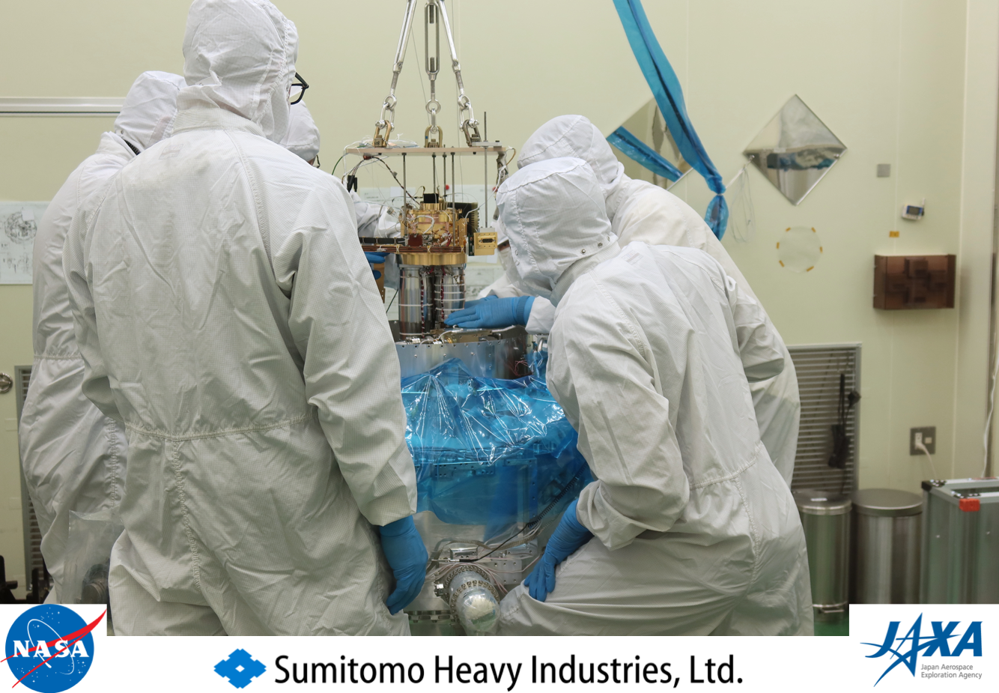 NASA
Sumitomo Heavy Industries, Ltd.
JAXA
Japan Aerospace
Exploration Agency